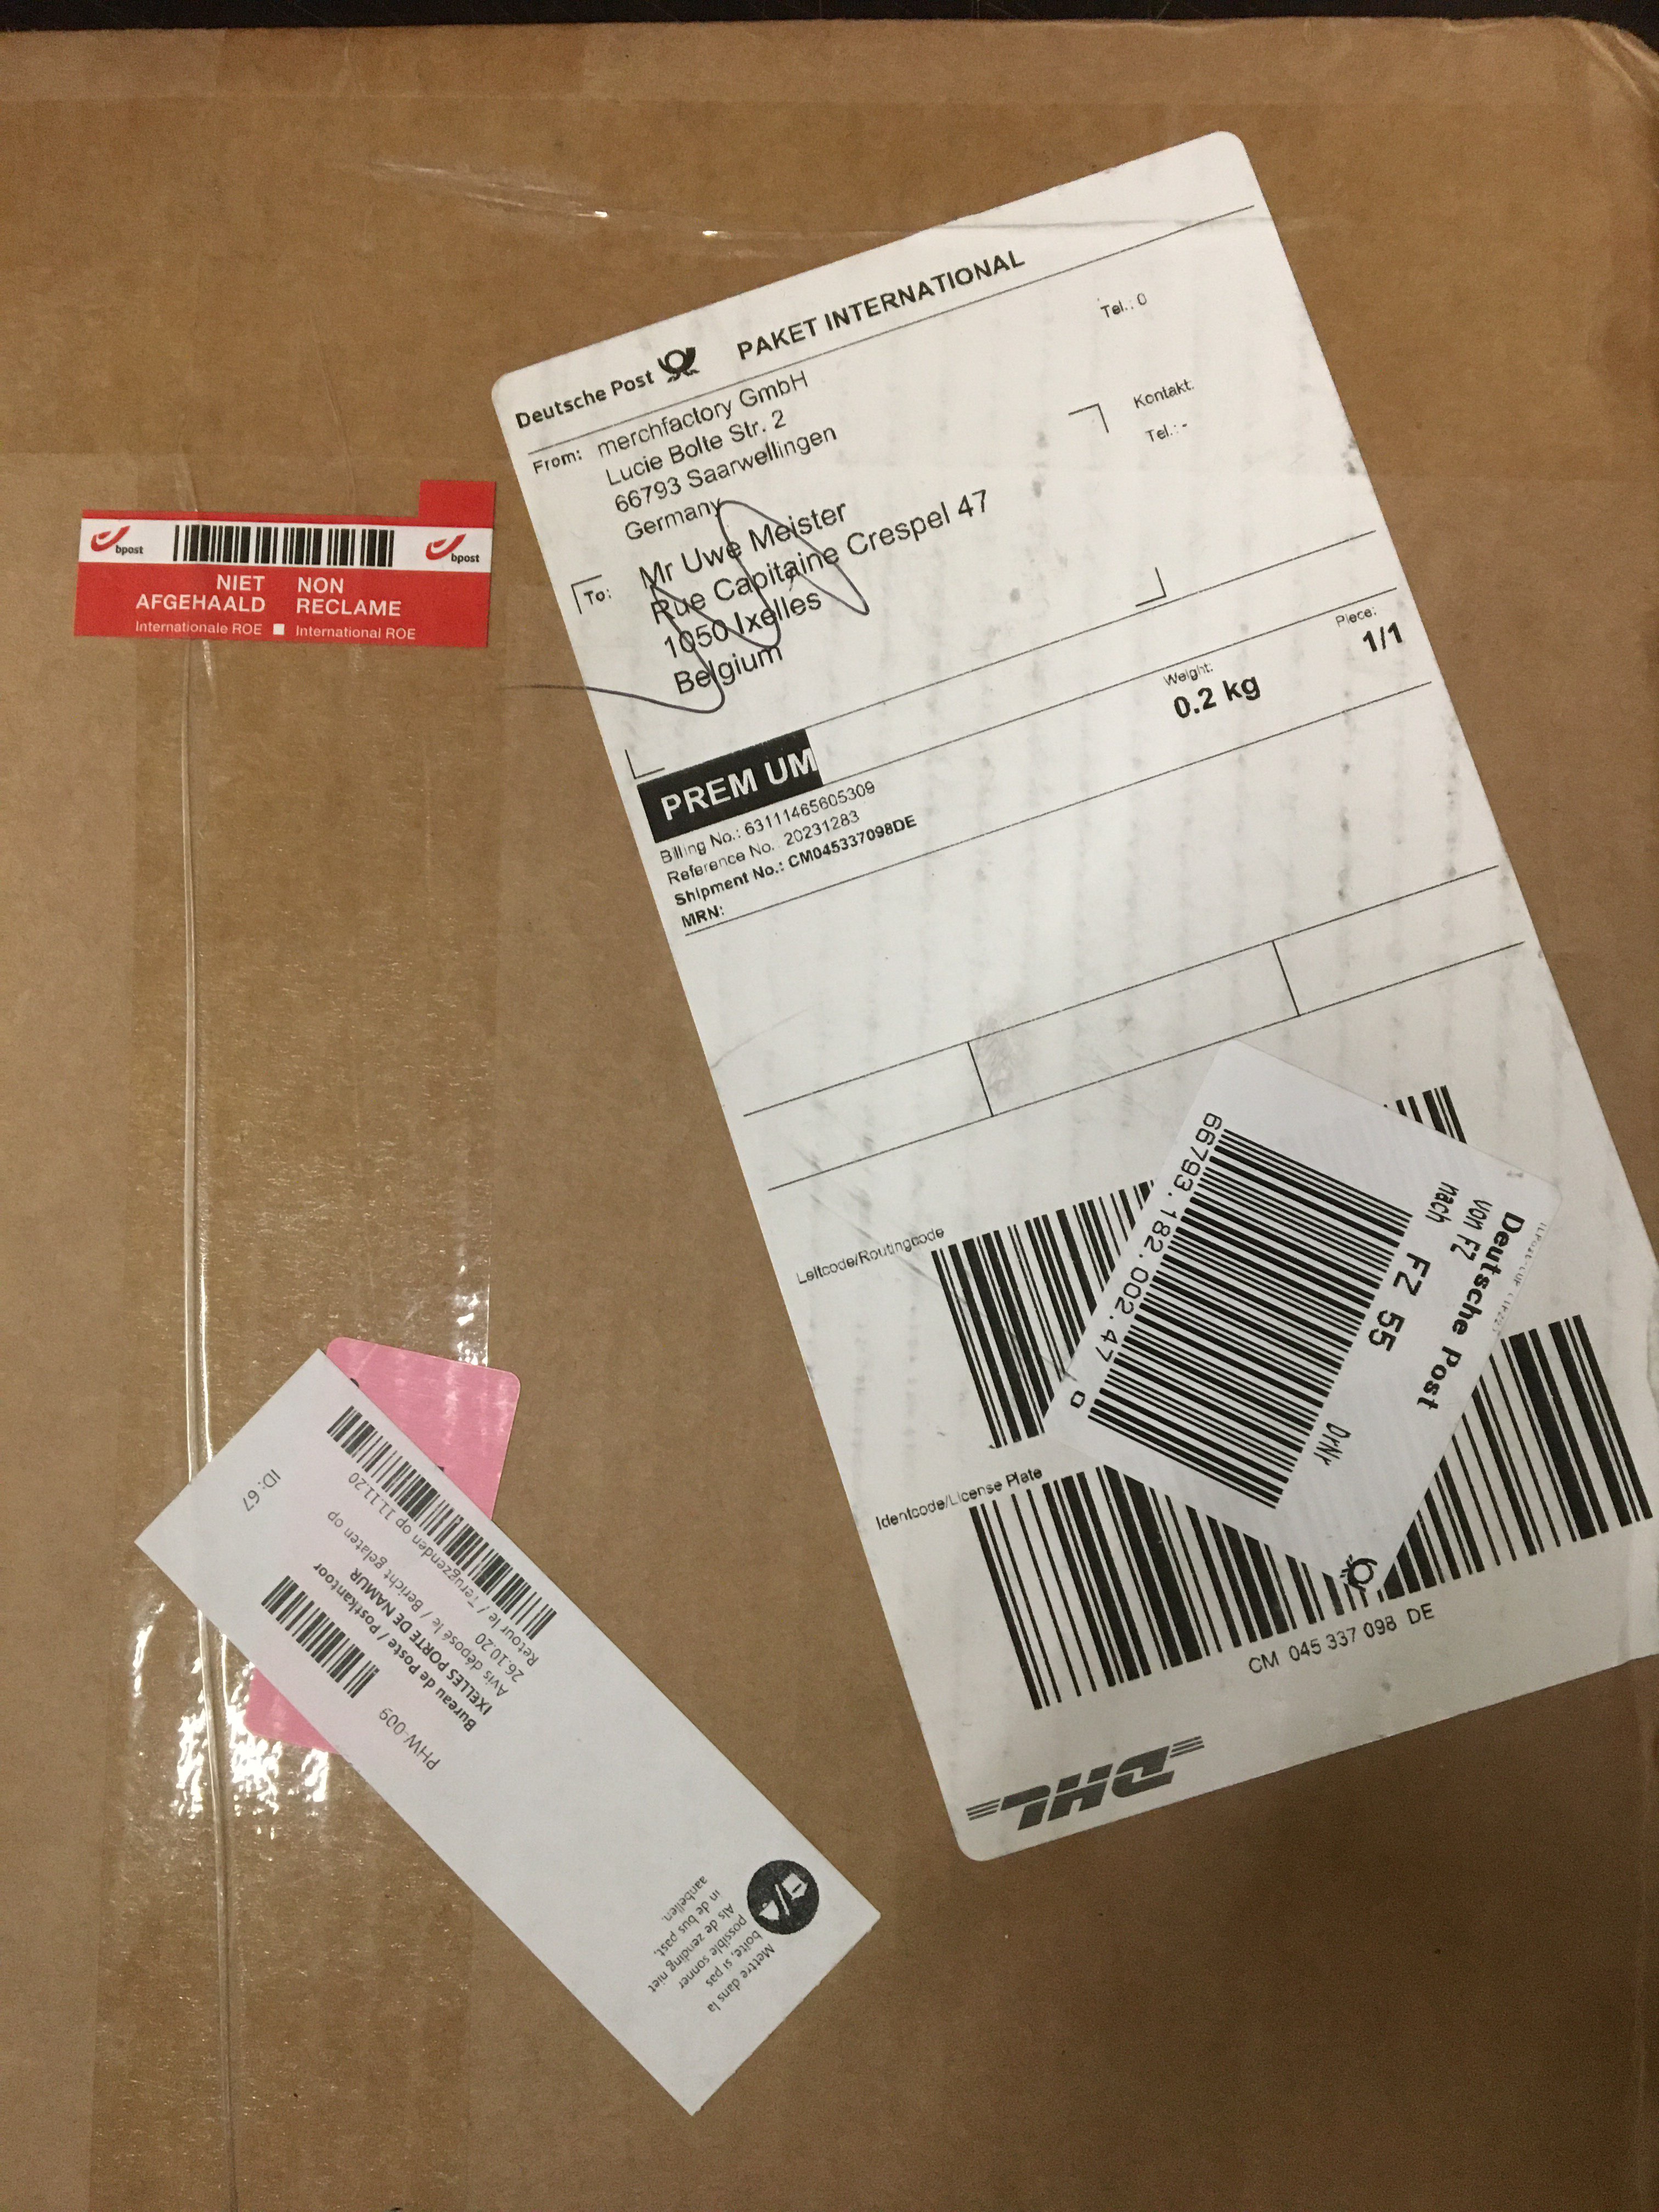 Deutsche Post PAKET INTERNATIONAL
From: merchfactory GmbH
Tel.: 0
Lucie Bolte Str. 2
66793 Saarwellingen
Germany
Kontakt:
Tel.: -
To: Mr Uwe Meister
Rue Capitaine Crespel 47
1050 Ixelles
Belgium
Weight:
0.2 kg
Piece:
1/1
PREM UM
Billing No.: 63111465605309
Reference No. 20231283
Shipment No.: CM045337098DE
MRN:
Leitcode/Routingcode
Identcode/License Plate
CM 045 337 098 DE
DHL
Deutsche Post
von FZ
nach FZ 55
DrNr
66793.182.002.47 0
bpost bpost
NIET AFGEHAALD
NON RECLAME
Internationale ROE International ROE
ID: 67
Retour le / Terugzenden op 11.11.20
26.10.20
Avis déposé le / Bericht gelaten op
IXELLES PORTE DE NAMUR
Bureau de Poste / Postkantoor
PHW-009
Mettre dans la
boîte, si pas
possible sonner
Als de zending niet
in de bus past,
aanbellen.